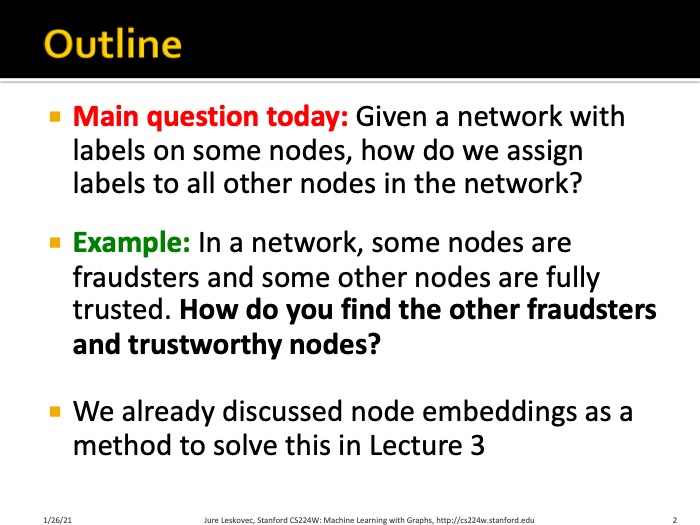 Outline
Main question today: Given a network with
labels on some nodes, how do we assign
labels to all other nodes in the network?
Example: In a network, some nodes are
fraudsters and some other nodes are fully
trusted. How do you find the other fraudsters
and trustworthy nodes?
We already discussed node embeddings as a
method to solve this in Lecture 3
1/26/21
Jure Leskovec, Stanford CS224W: Machine Learning with Graphs, http://cs224w.stanford.edu
2